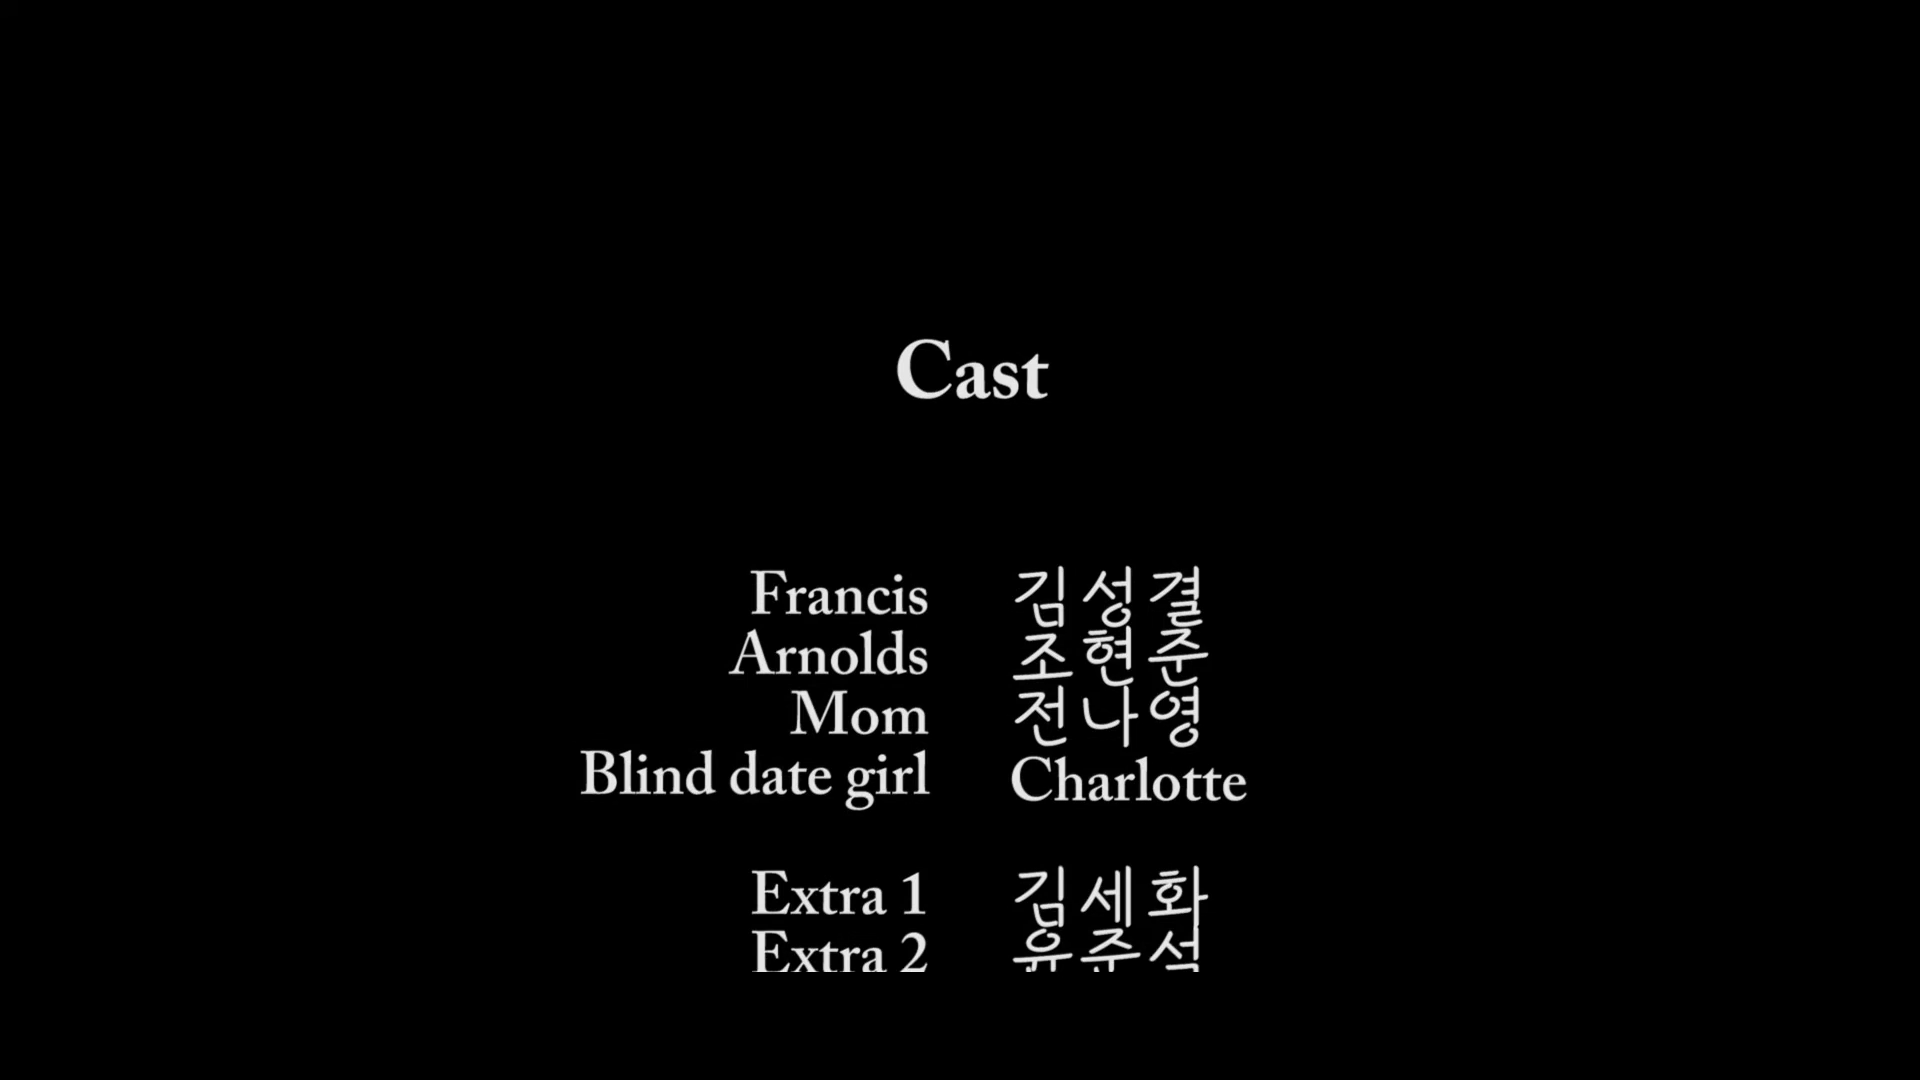 Cast
Francis 김성결
Arnolds 조현준
Mom 전나영
Blind date girl Charlotte
Extra 1 김세화
Extra 2